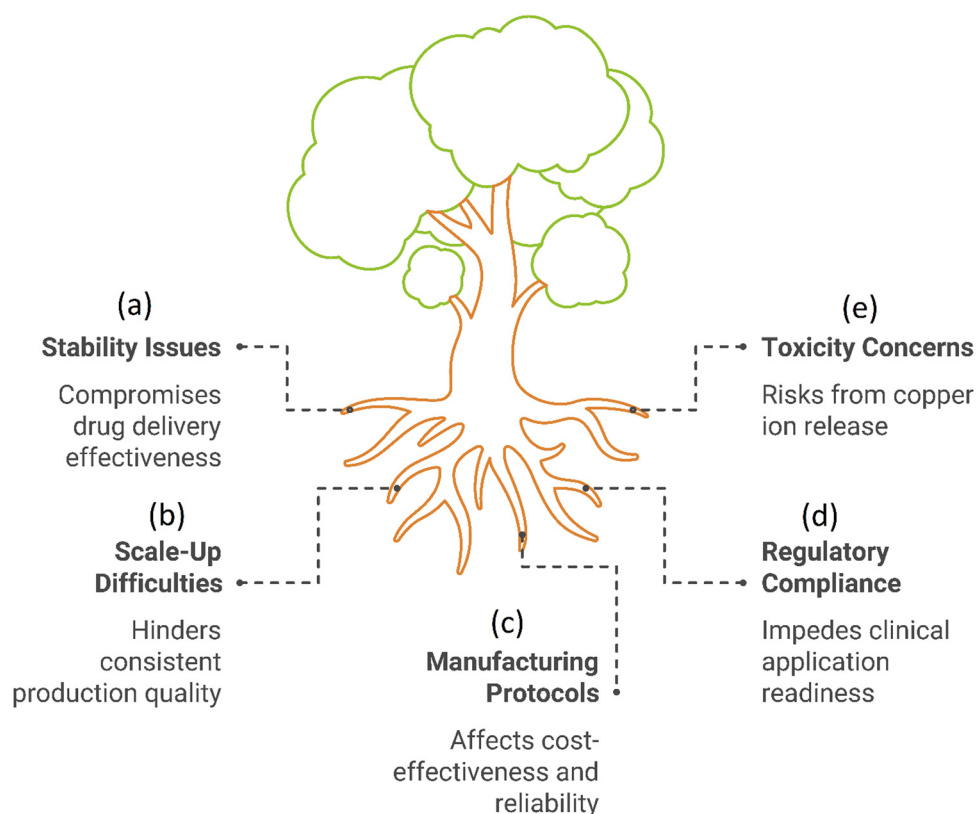 (a)
Stability Issues
Compromises
drug delivery
effectiveness
(b)
Scale-Up
Difficulties
Hinders
consistent
production quality
(c)
Manufacturing
Protocols
Affects cost-
effectiveness and
reliability
(d)
Regulatory
Compliance
Impedes clinical
application
readiness
(e)
Toxicity Concerns
Risks from copper
ion release